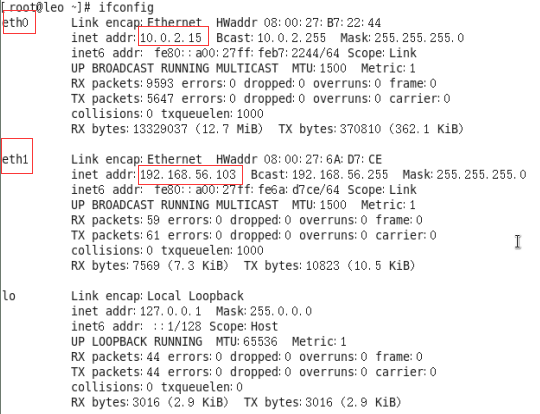 [root@leo ~]# ifconfig
eth0 Link encap:Ethernet HWaddr 08:00:27:B7:22:44
inet addr:10.0.2.15 Bcast:10.0.2.255 Mask:255.255.255.0
inet6 addr: fe80::a00:27ff:feb7:2244/64 Scope:Link
UP BROADCAST RUNNING MULTICAST MTU:1500 Metric:1
RX packets:9593 errors:0 dropped:0 overruns:0 frame:0
TX packets:5647 errors:0 dropped:0 overruns:0 carrier:0
collisions:0 txqueuelen:1000
RX bytes:13329037 (12.7 MiB) TX bytes:370810 (362.1 KiB)
eth1 Link encap:Ethernet HWaddr 08:00:27:6A:D7:CE
inet addr:192.168.56.103 Bcast:192.168.56.255 Mask:255.255.255.0
inet6 addr: fe80::a00:27ff:fe6a:d7ce/64 Scope:Link
UP BROADCAST RUNNING MULTICAST MTU:1500 Metric:1
RX packets:59 errors:0 dropped:0 overruns:0 frame:0
TX packets:61 errors:0 dropped:0 overruns:0 carrier:0
collisions:0 txqueuelen:1000
RX bytes:7569 (7.3 KiB) TX bytes:10823 (10.5 KiB)
lo Link encap:Local Loopback
inet addr:127.0.0.1 Mask:255.0.0.0
inet6 addr: ::1/128 Scope:Host
UP LOOPBACK RUNNING MTU:65536 Metric:1
RX packets:44 errors:0 dropped:0 overruns:0 frame:0
TX packets:44 errors:0 dropped:0 overruns:0 carrier:0
collisions:0 txqueuelen:0
RX bytes:3016 (2.9 KiB) TX bytes:3016 (2.9 KiB)